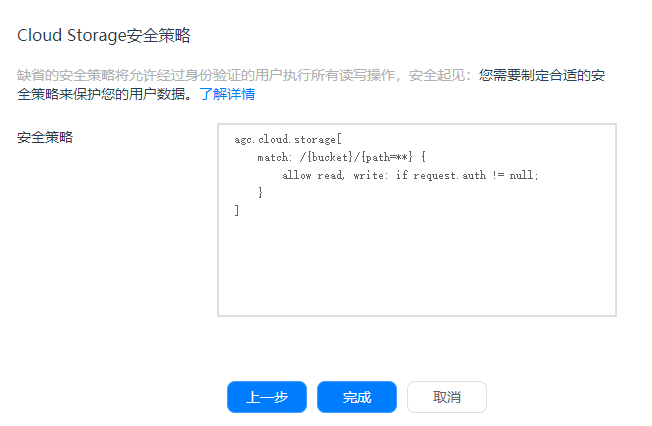 Cloud Storage安全策略
缺省的安全策略将允许经过身份验证的用户执行所有读写操作，安全起见：您需要制定合适的安
全策略来保护您的用户数据。了解详情
安全策略
agc.cloud.storage[
match: /{bucket}/{path=**} {
allow read, write: if request.auth != null;
}
]
上一步 完成 取消